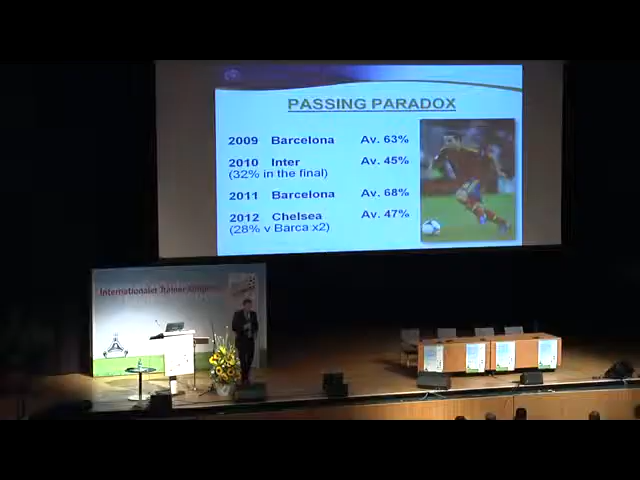 PASSING PARADOX
2009 Barcelona Av. 63%
2010 Inter Av. 45%
(32% in the final)
2011 Barcelona Av. 68%
2012 Chelsea Av. 47%
(28% v Barca x2)
Internationaler Trainer